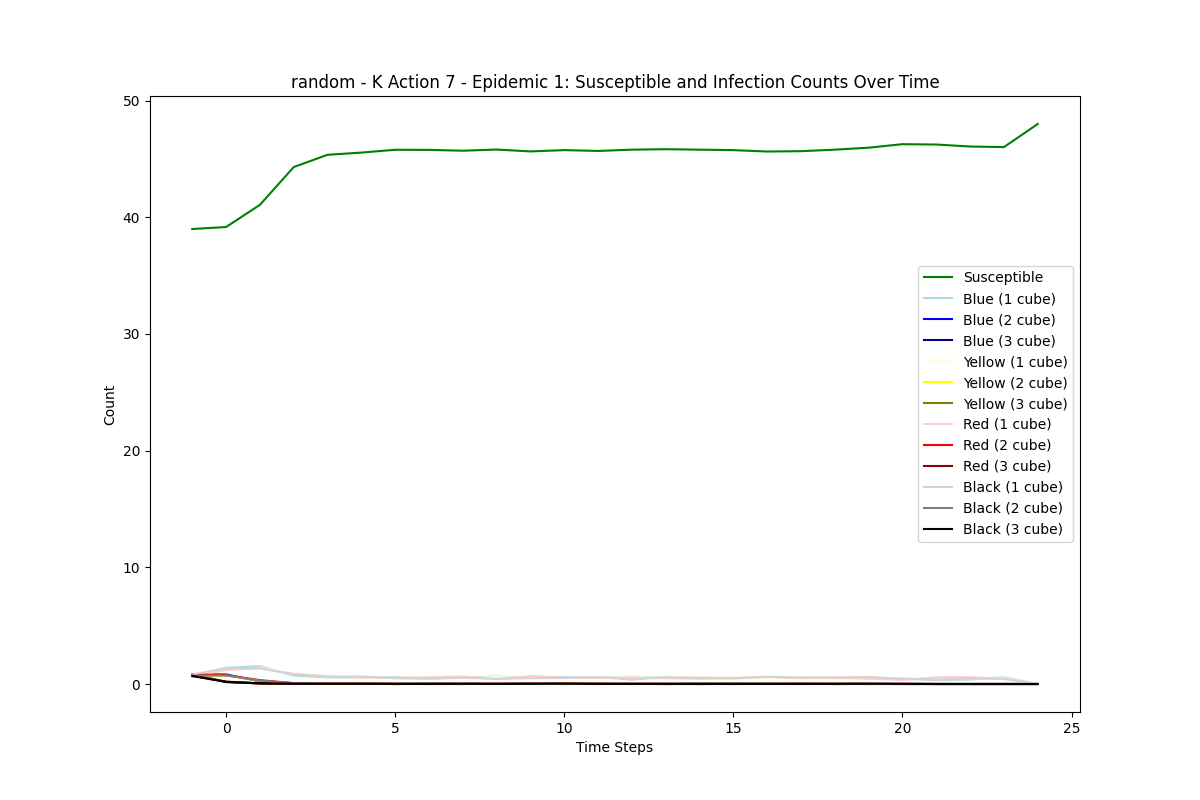 random - K Action 7 - Epidemic 1: Susceptible and Infection Counts Over Time
50
40
30
20
10
0
Count
Susceptible
Blue (1 cube)
Blue (2 cube)
Blue (3 cube)
Yellow (1 cube)
Yellow (2 cube)
Yellow (3 cube)
Red (1 cube)
Red (2 cube)
Red (3 cube)
Black (1 cube)
Black (2 cube)
Black (3 cube)
0 5 10 15 20 25
Time Steps